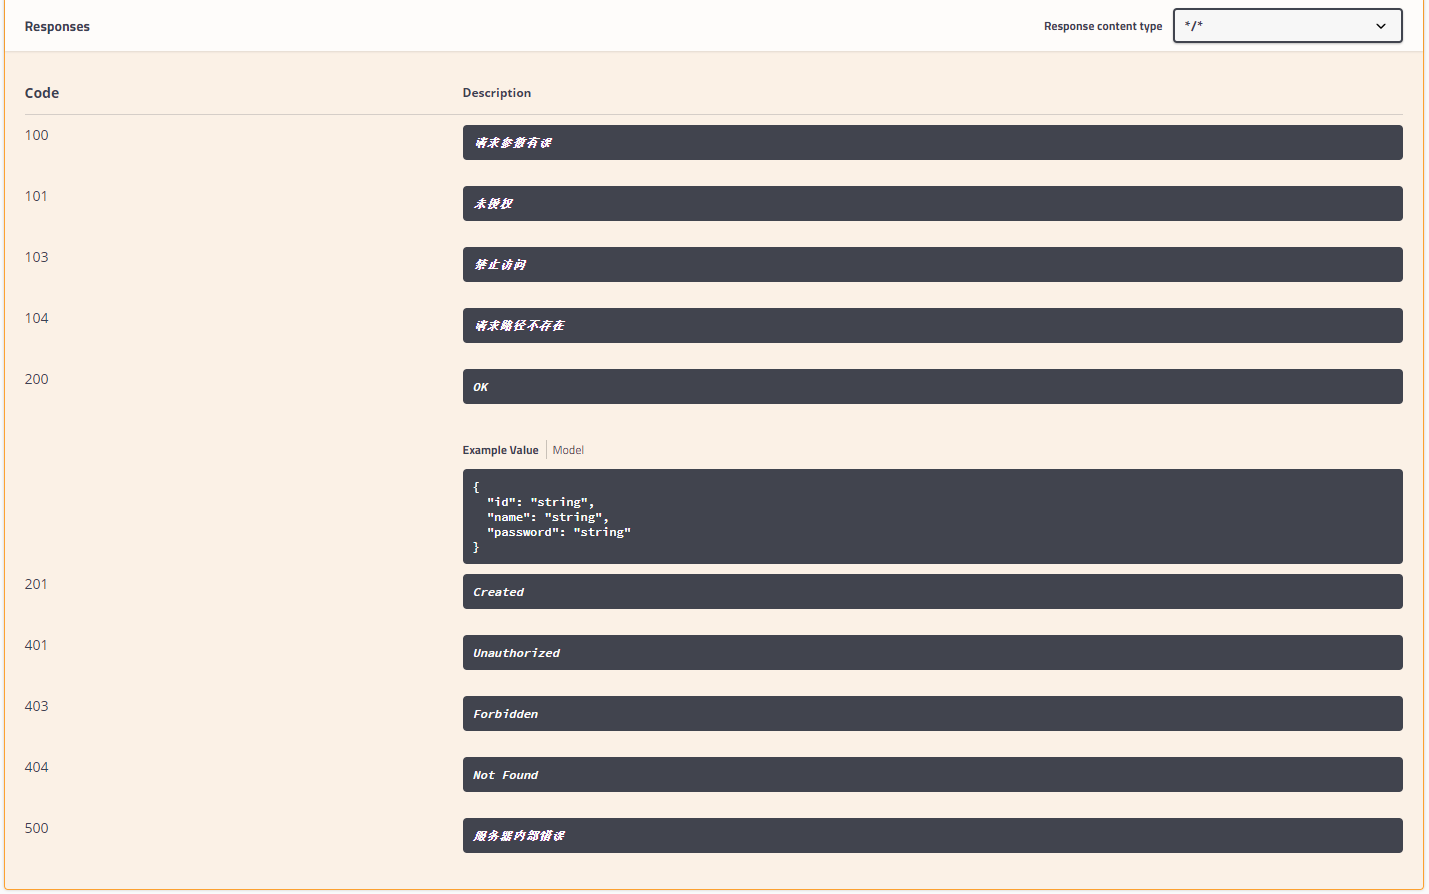 Responses
Response content type */*
Code Description
100 请求参数有误
101 未授权
103 禁止访问
104 请求路径不存在
200 OK
Example Value Model
{
"id": "string",
"name": "string",
"password": "string"
}
201 Created
401 Unauthorized
403 Forbidden
404 Not Found
500 服务器内部错误